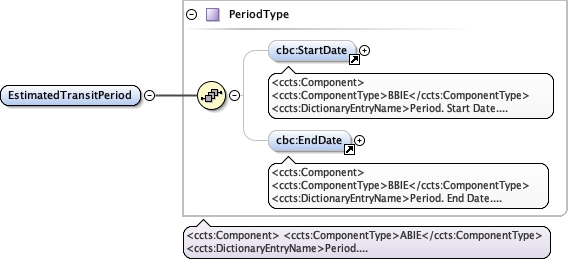 PeriodType
cbc:StartDate
<ccts:Component>
<ccts:ComponentType>BBIE</ccts:ComponentType>
<ccts:DictionaryEntryName>Period. Start Date....
EstimatedTransitPeriod
cbc:EndDate
<ccts:Component>
<ccts:ComponentType>BBIE</ccts:ComponentType>
<ccts:DictionaryEntryName>Period. End Date....
<ccts:Component> <ccts:ComponentType>ABIE</ccts:ComponentType>
<ccts:DictionaryEntryName>Period....